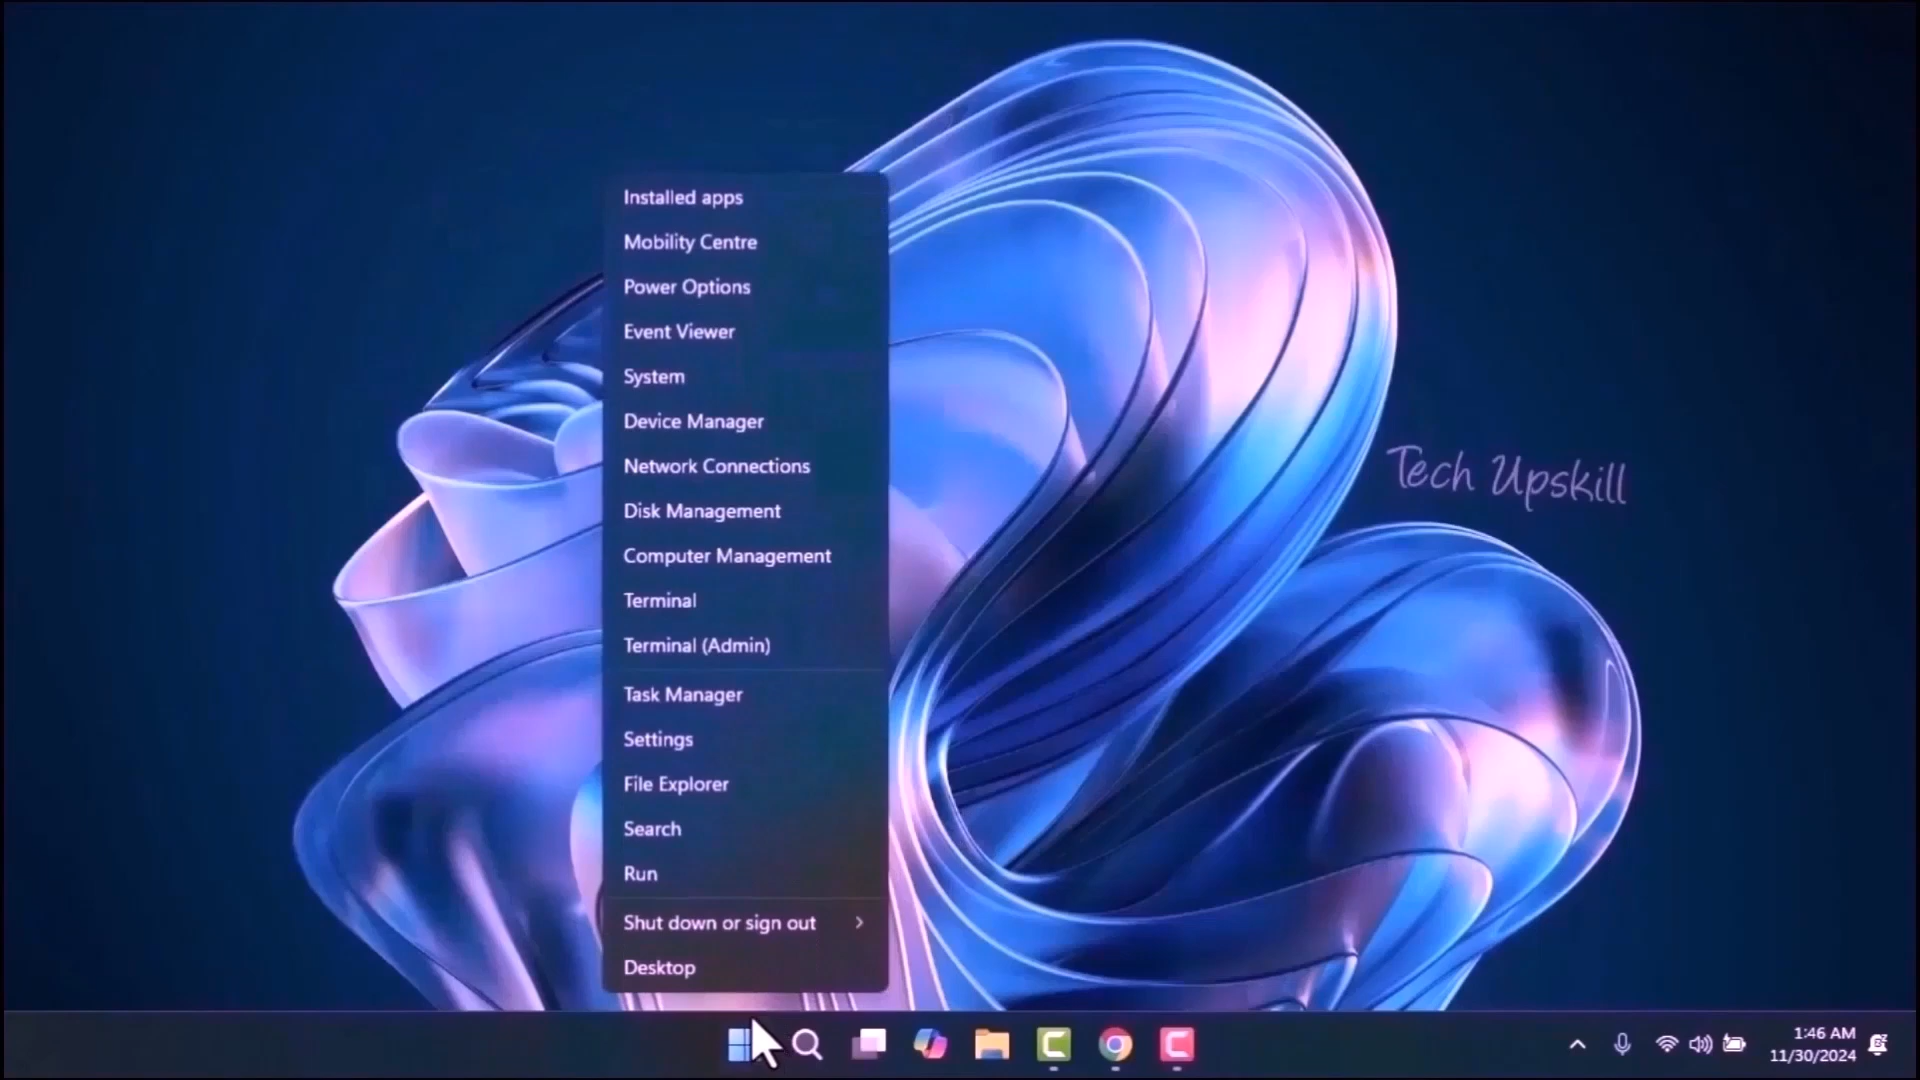 Installed apps
Mobility Centre
Power Options
Event Viewer
System
Device Manager
Network Connections
Disk Management
Computer Management
Terminal
Terminal (Admin)
Task Manager
Settings
File Explorer
Search
Run
Shut down or sign out
Desktop
Tech Upskill
1:46 AM
11/30/2024